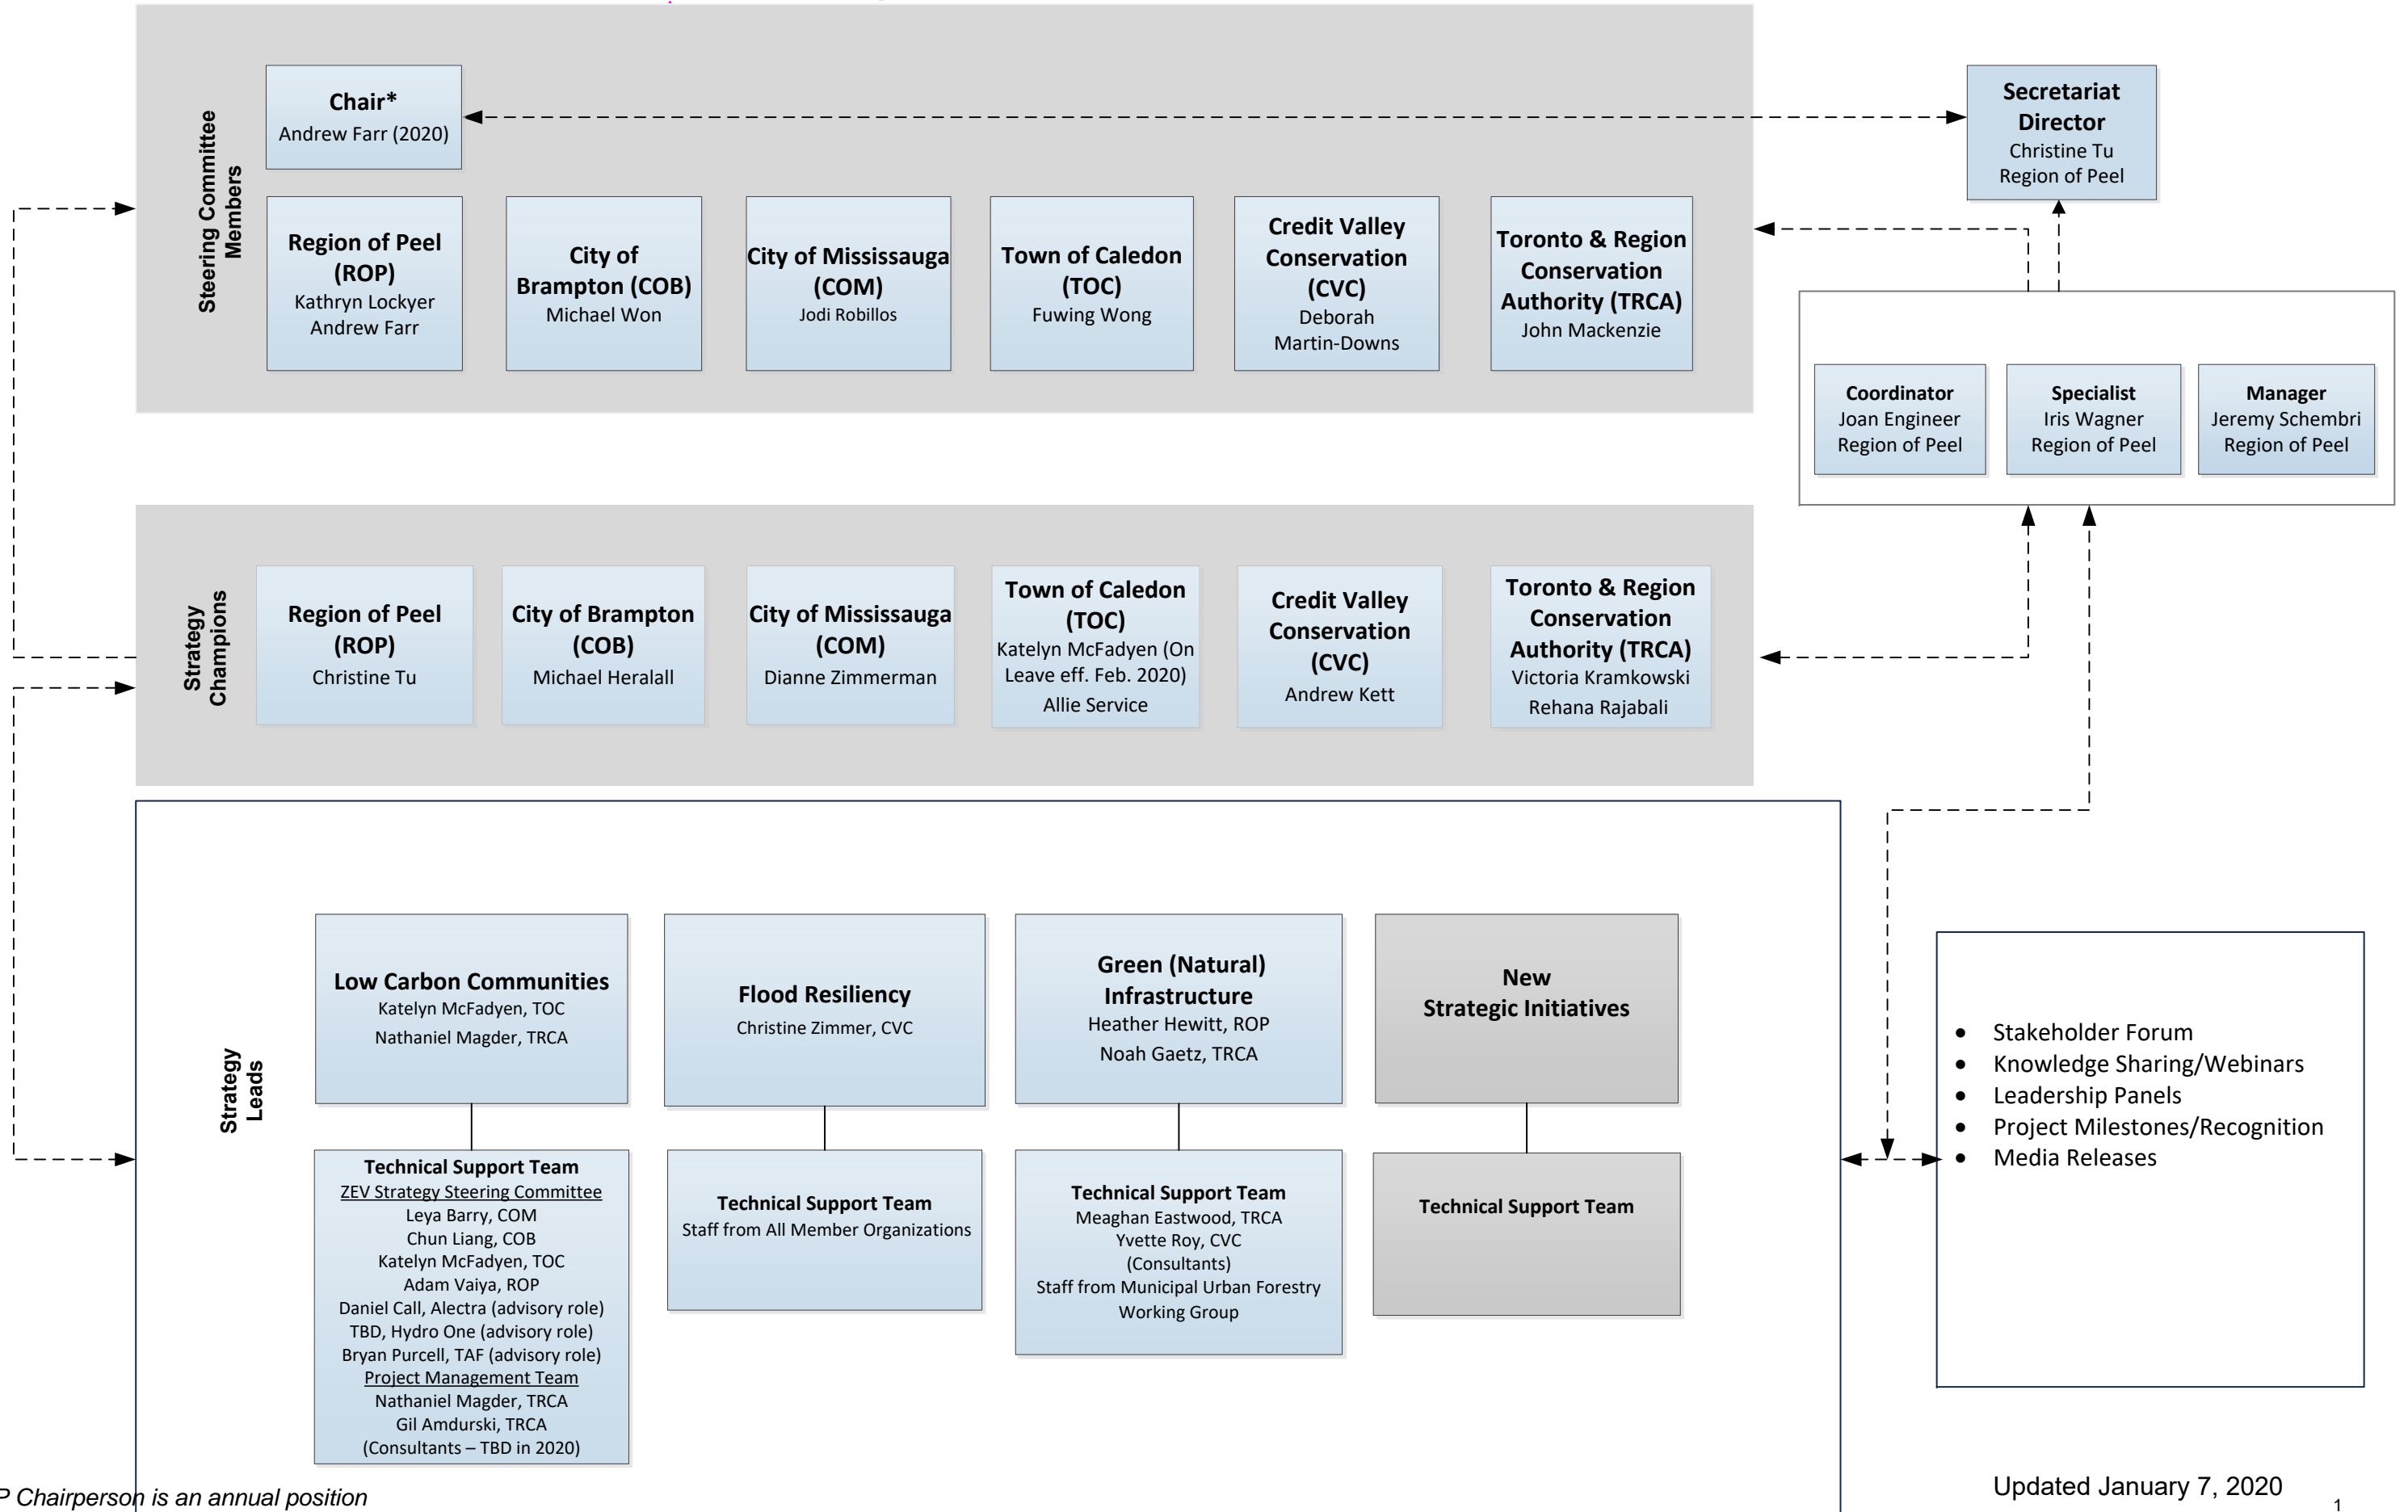 Steering Committee
Members
Chair*
Andrew Farr (2020)
Secretariat
Director
Christine Tu
Region of Peel
Region of Peel
(ROP)
Kathryn Lockyer
Andrew Farr
City of
Brampton (COB)
Michael Won
City of Mississauga
(COM)
Jodi Robillos
Town of Caledon
(TOC)
Fuwing Wong
Credit Valley
Conservation
(CVC)
Deborah
Martin-Downs
Toronto & Region
Conservation
Authority (TRCA)
John Mackenzie
Coordinator
Joan Engineer
Region of Peel
Specialist
Iris Wagner
Region of Peel
Manager
Jeremy Schembri
Region of Peel
Strategy
Champions
Region of Peel
(ROP)
Christine Tu
City of Brampton
(COB)
Michael Heralall
City of Mississauga
(COM)
Dianne Zimmerman
Town of Caledon
(TOC)
Katelyn McFadyen (On
Leave eff. Feb. 2020)
Allie Service
Credit Valley
Conservation
(CVC)
Andrew Kett
Toronto & Region
Conservation
Authority (TRCA)
Victoria Kramkowski
Rehana Rajabali
Strategy
Leads
Low Carbon Communities
Katelyn McFadyen, TOC
Nathaniel Magder, TRCA
Flood Resiliency
Christine Zimmer, CVC
Green (Natural)
Infrastructure
Heather Hewitt, ROP
Noah Gaetz, TRCA
New
Strategic Initiatives
Technical Support Team
ZEV Strategy Steering Committee
Leya Barry, COM
Chun Liang, COB
Katelyn McFadyen, TOC
Adam Vaiya, ROP
Daniel Call, Alectra (advisory role)
TBD, Hydro One (advisory role)
Bryan Purcell, TAF (advisory role)
Project Management Team
Nathaniel Magder, TRCA
Gil Amdurski, TRCA
(Consultants – TBD in 2020)
Technical Support Team
Staff from All Member Organizations
Technical Support Team
Meaghan Eastwood, TRCA
Yvette Roy, CVC
(Consultants)
Staff from Municipal Urban Forestry
Working Group
Technical Support Team
• Stakeholder Forum
• Knowledge Sharing/Webinars
• Leadership Panels
• Project Milestones/Recognition
• Media Releases
P Chairperson is an annual position
Updated January 7, 2020
1